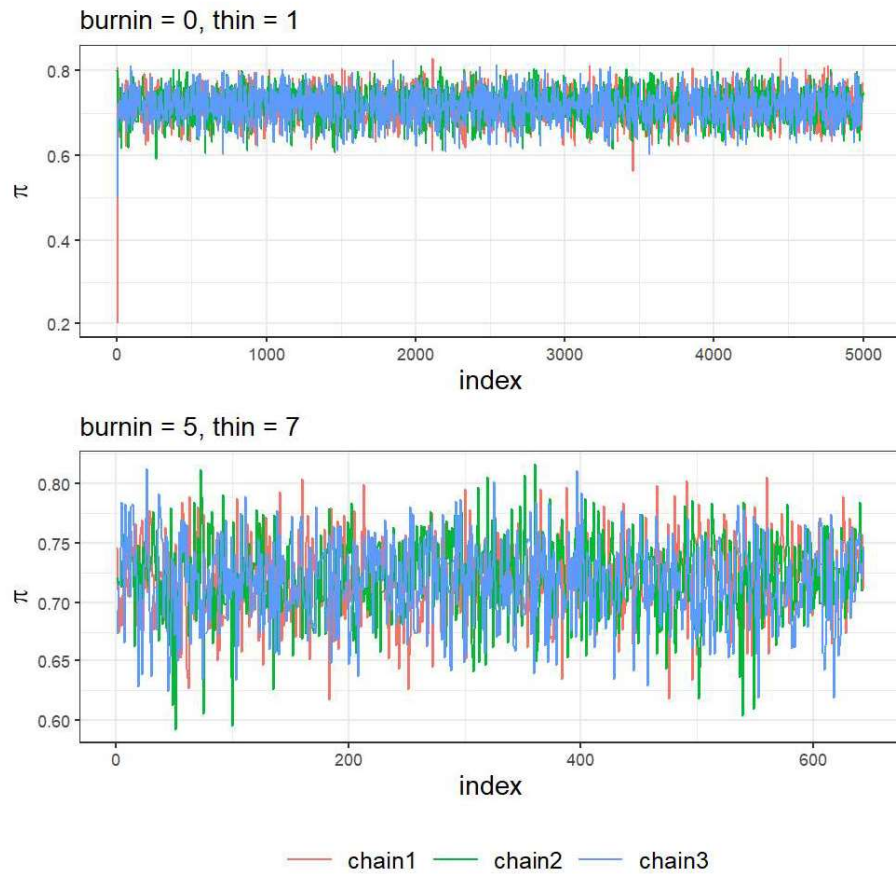 burnin = 0, thin = 1
0.8
0.6
0.4
0.2
π
0 1000 2000 3000 4000 5000
index
burnin = 5, thin = 7
0.80
0.75
0.70
0.65
0.60
π
0 200 400 600
index
chain1 chain2 chain3